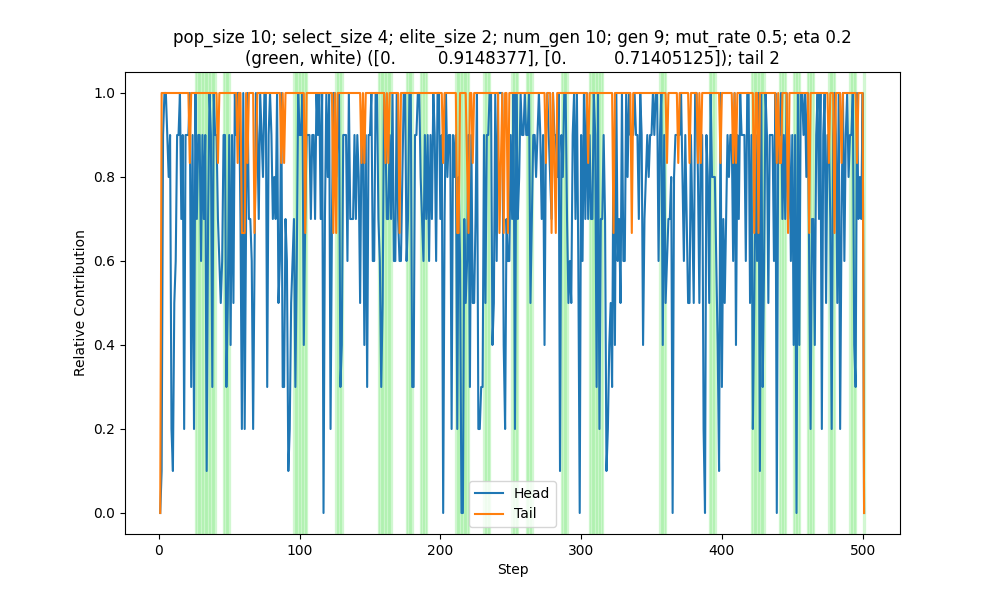 pop_size 10; select_size 4; elite_size 2; num_gen 10; gen 9; mut_rate 0.5; eta 0.2
(green, white) ([0. 0.9148377], [0. 0.71405125]); tail 2
1.0
0.8
0.6
0.4
0.2
0.0
Relative Contribution
Head
Tail
0 100 200 300 400 500
Step